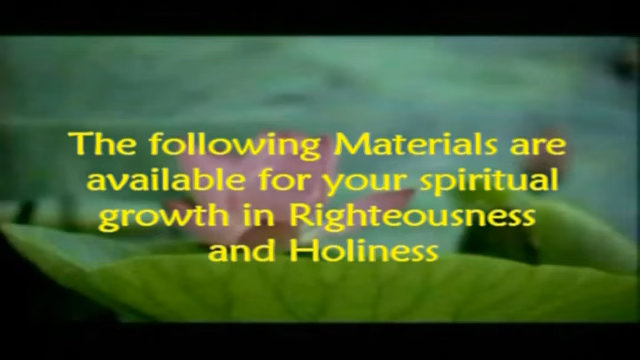 The following Materials are
available for your spiritual
growth in Righteousness
and Holiness